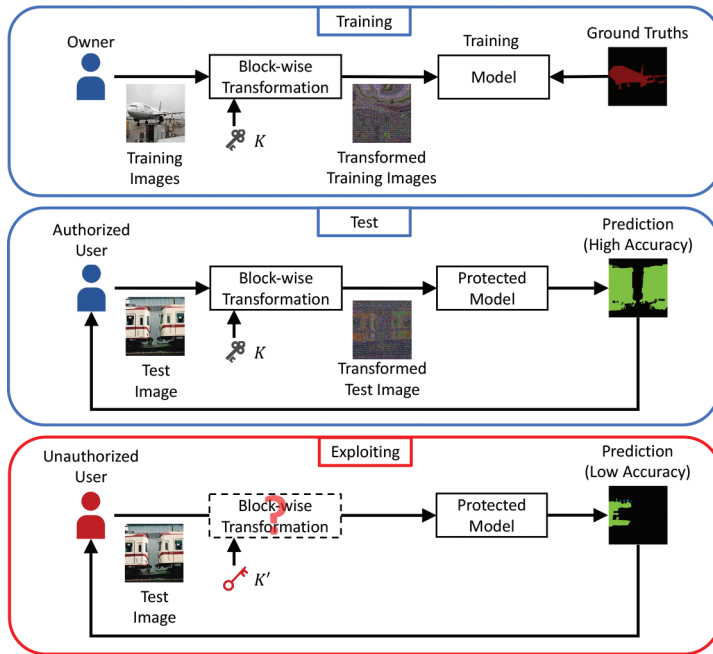 Training
Owner
Block-wise
Transformation
Training
Model
Ground Truths
K
Training
Images
Transformed
Training Images
Test
Authorized
User
Block-wise
Transformation
Protected
Model
Prediction
(High Accuracy)
K
Test
Image
Transformed
Test Image
Exploiting
Unauthorized
User
Block-wise
Transformation
?
Protected
Model
Prediction
(Low Accuracy)
K'
Test
Image